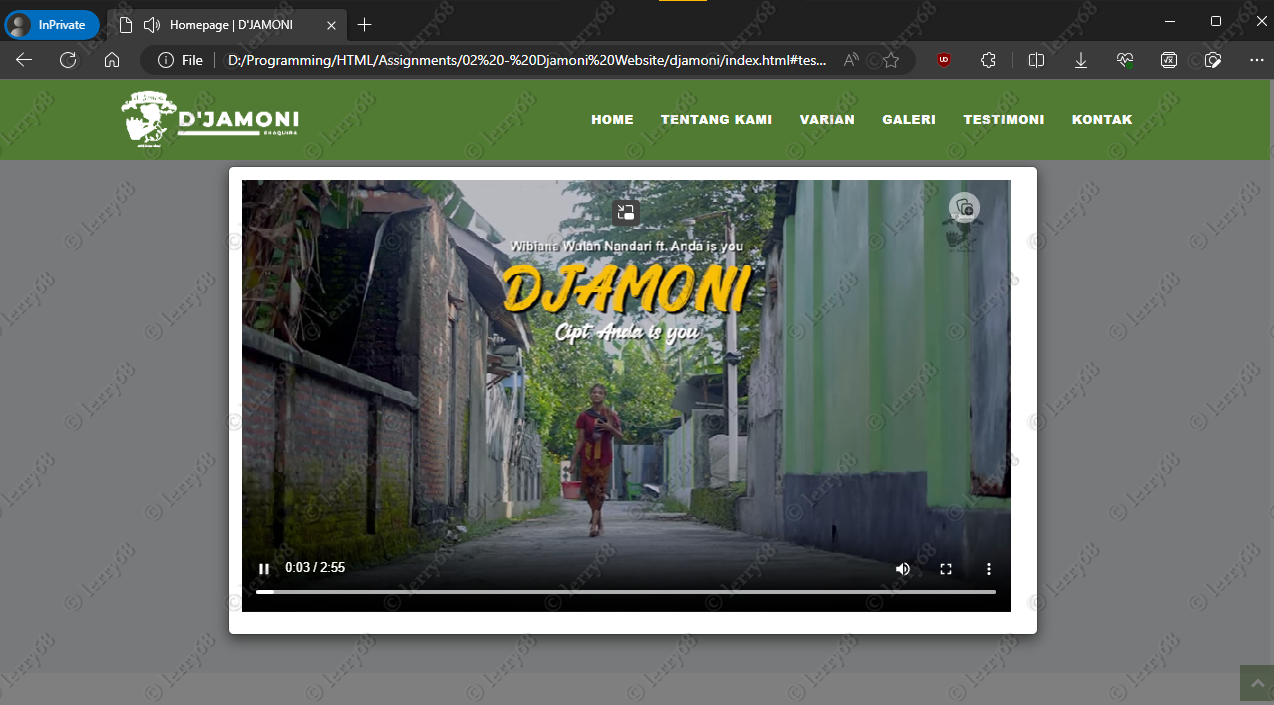 InPrivate
Homepage | D'JAMONI
File
D:/Programming/HTML/Assignments/02%20-%20Djamoni%20Website/djamoni/index.html#tes...
D'JAMONI
SHAQUIRA
HOME TENTANG KAMI VARIAN GALERI TESTIMONI KONTAK
Wibiana Wulan Nandari ft. Anda is you
DJAMONI
Cipt. Anda is you
0:03 / 2:55
© lerry68